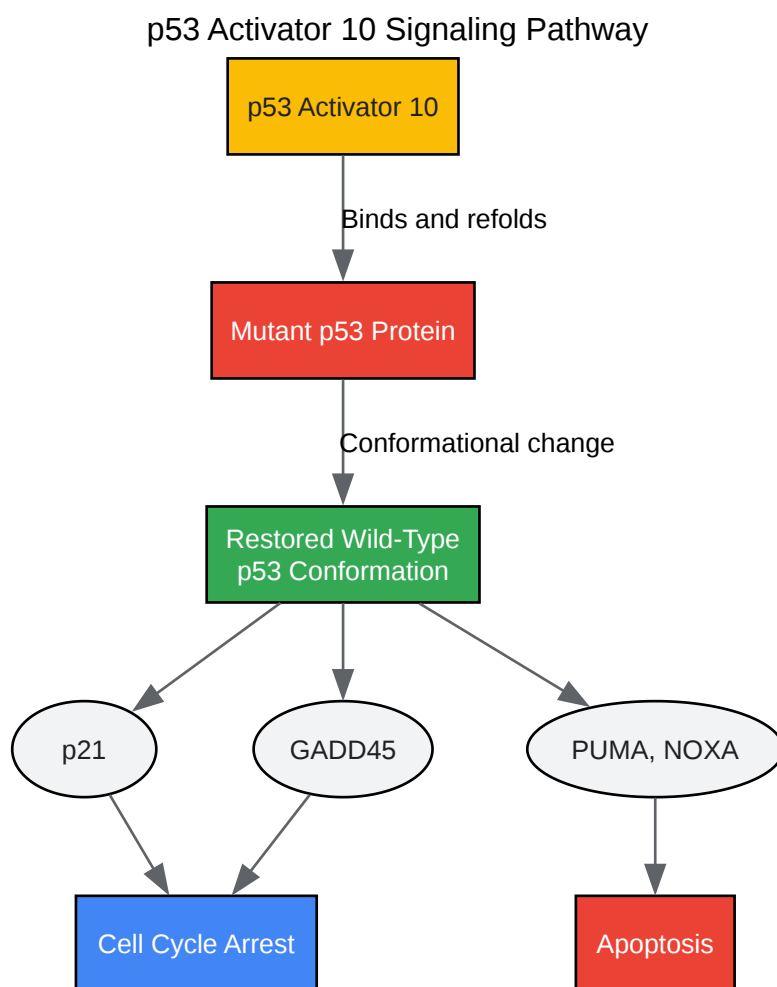 p53 Activator 10 Signaling Pathway
p53 Activator 10
Binds and refolds
Mutant p53 Protein
Conformational change
Restored Wild-Type
p53 Conformation
p21
GADD45
PUMA, NOXA
Cell Cycle Arrest
Apoptosis